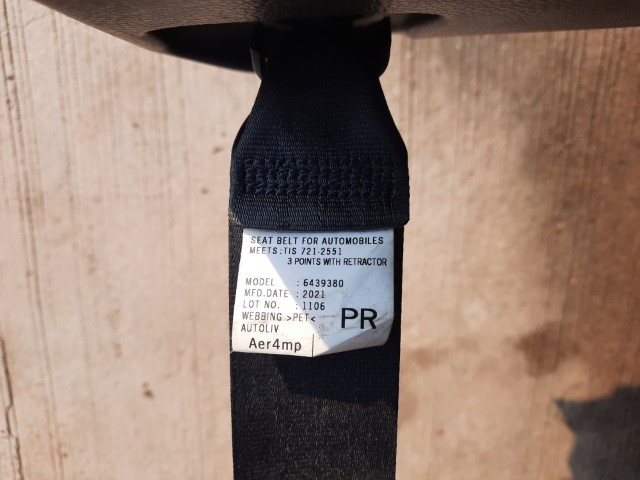 SEAT BELT FOR AUTOMOBILES
MEETS:TIS 721-2551
3 POINTS WITH RETRACTOR
MODEL : 6439380
MFD.DATE : 2021
LOT NO. : 1106
WEBBING >PET<
AUTOLIV
PR
Aer4mp